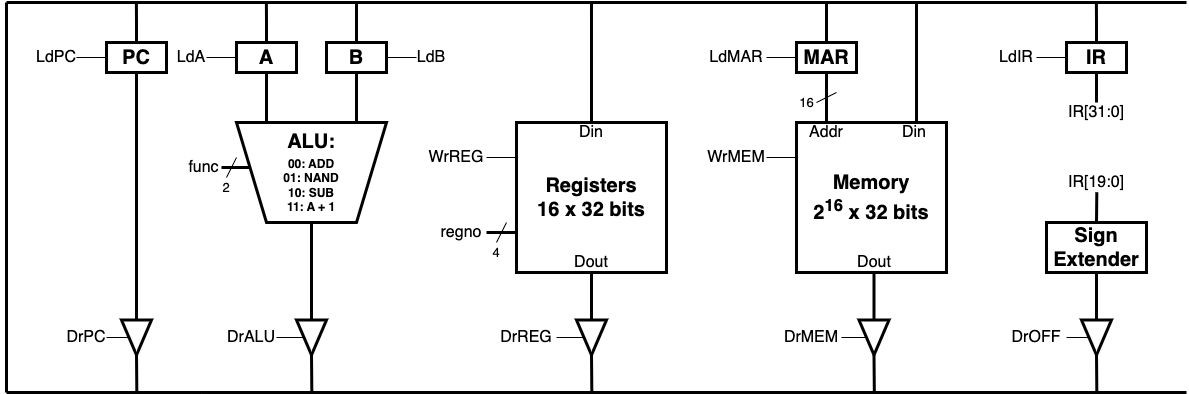 LdPC
PC
LdA
A
B
LdB
LdMAR
MAR
LdIR
IR
16
IR[31:0]
ALU:
00: ADD
01: NAND
10: SUB
11: A + 1
func
2
Din
WrREG
Registers
16 x 32 bits
regno
4
Dout
Addr
Din
WrMEM
Memory
2^16 x 32 bits
Dout
IR[19:0]
Sign
Extender
DrPC
DrALU
DrREG
DrMEM
DrOFF